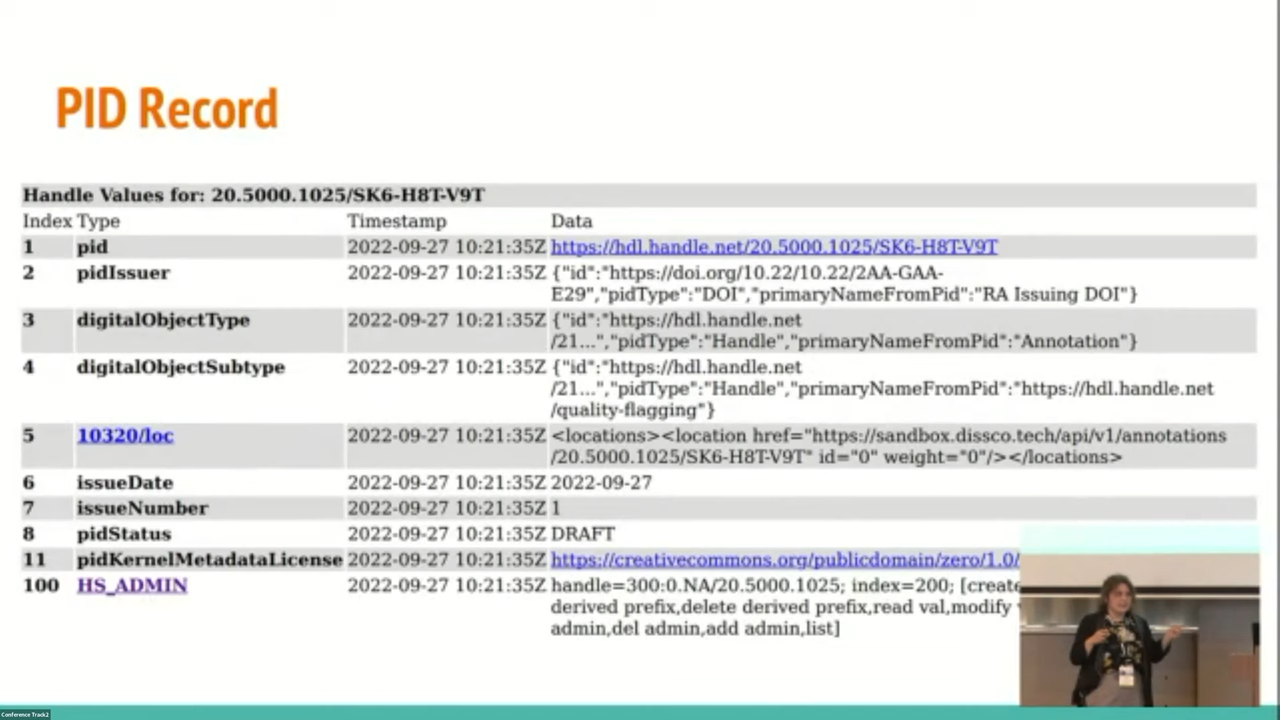 PID Record
Handle Values for: 20.5000.1025/SK6-H8T-V9T
Index Type Timestamp Data
1 pid 2022-09-27 10:21:35Z https://hdl.handle.net/20.5000.1025/SK6-H8T-V9T
2 pidIssuer 2022-09-27 10:21:35Z {"id":"https://doi.org/10.22/10.22/2AA-GAA-
E29","pidType":"DOI","primaryNameFromPid":"RA Issuing DOI"}
3 digitalObjectType 2022-09-27 10:21:35Z {"id":"https://hdl.handle.net
/21...","pidType":"Handle","primaryNameFromPid":"Annotation"}
4 digitalObjectSubtype 2022-09-27 10:21:35Z {"id":"https://hdl.handle.net
/21...","pidType":"Handle","primaryNameFromPid":"https://hdl.handle.net
/quality-flagging"}
5 10320/loc 2022-09-27 10:21:35Z <locations><location href="https://sandbox.dissco.tech/api/v1/annotations
/20.5000.1025/SK6-H8T-V9T" id="0" weight="0"/></locations>
6 issueDate 2022-09-27 10:21:35Z 2022-09-27
7 issueNumber 2022-09-27 10:21:35Z 1
8 pidStatus 2022-09-27 10:21:35Z DRAFT
11 pidKernelMetadataLicense 2022-09-27 10:21:35Z https://creativecommons.org/publicdomain/zero/1.0/
100 HS_ADMIN 2022-09-27 10:21:35Z handle=300:0.NA/20.5000.1025; index=200; [create
derived prefix,delete derived prefix,read val,modify
admin,del admin,add admin,list]
Conference Track2